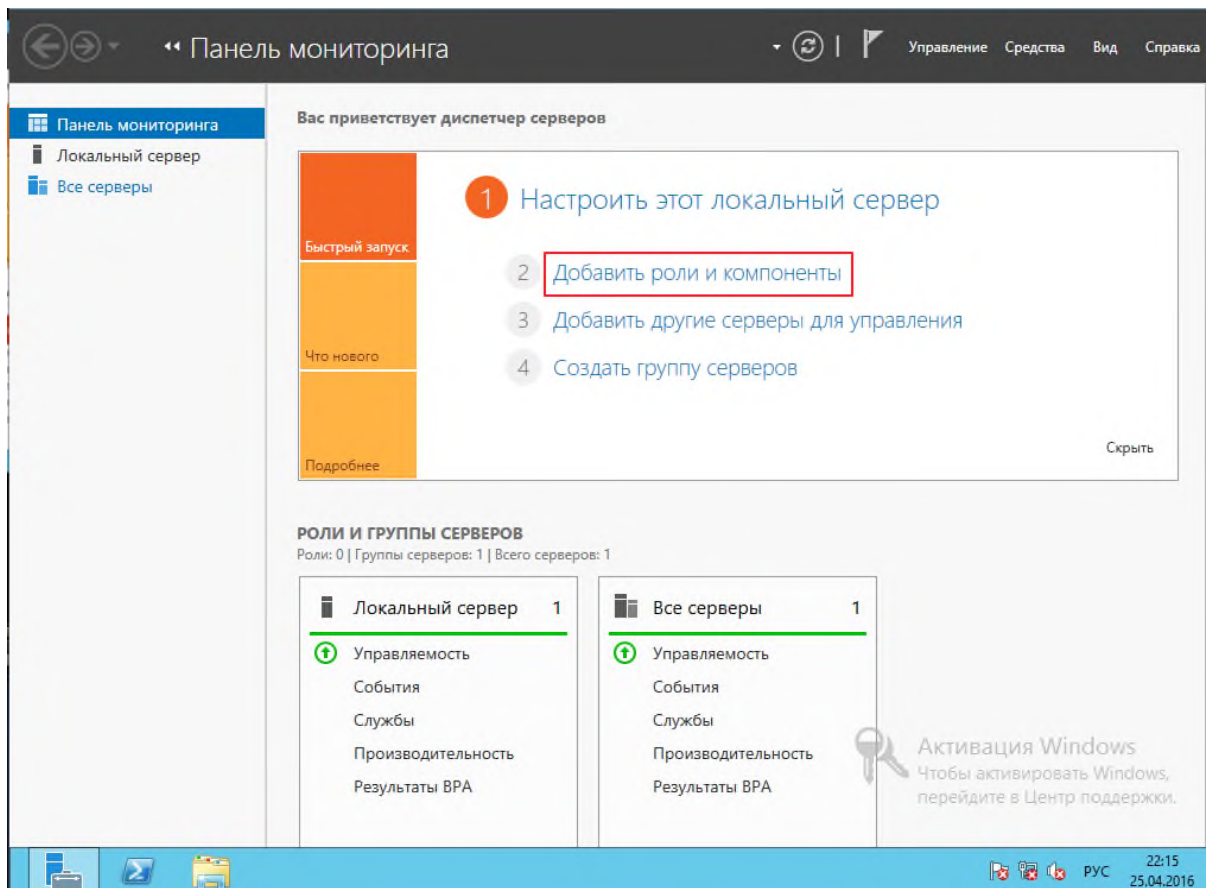 Панель мониторинга
Управление Средства Вид Справка
Панель мониторинга
Локальный сервер
Все серверы
Вас приветствует диспетчер серверов
Быстрый запуск
Что нового
Подробнее
1 Настроить этот локальный сервер
2 Добавить роли и компоненты
3 Добавить другие серверы для управления
4 Создать группу серверов
Скрыть
РОЛИ И ГРУППЫ СЕРВЕРОВ
Роли: 0 | Группы серверов: 1 | Всего серверов: 1
Локальный сервер 1
Управляемость
События
Службы
Производительность
Результаты BPA
Все серверы 1
Управляемость
События
Службы
Производительность
Результаты BPA
Активация Windows
Чтобы активировать Windows,
перейдите в Центр поддержки.
РУС
22:15
25.04.2016